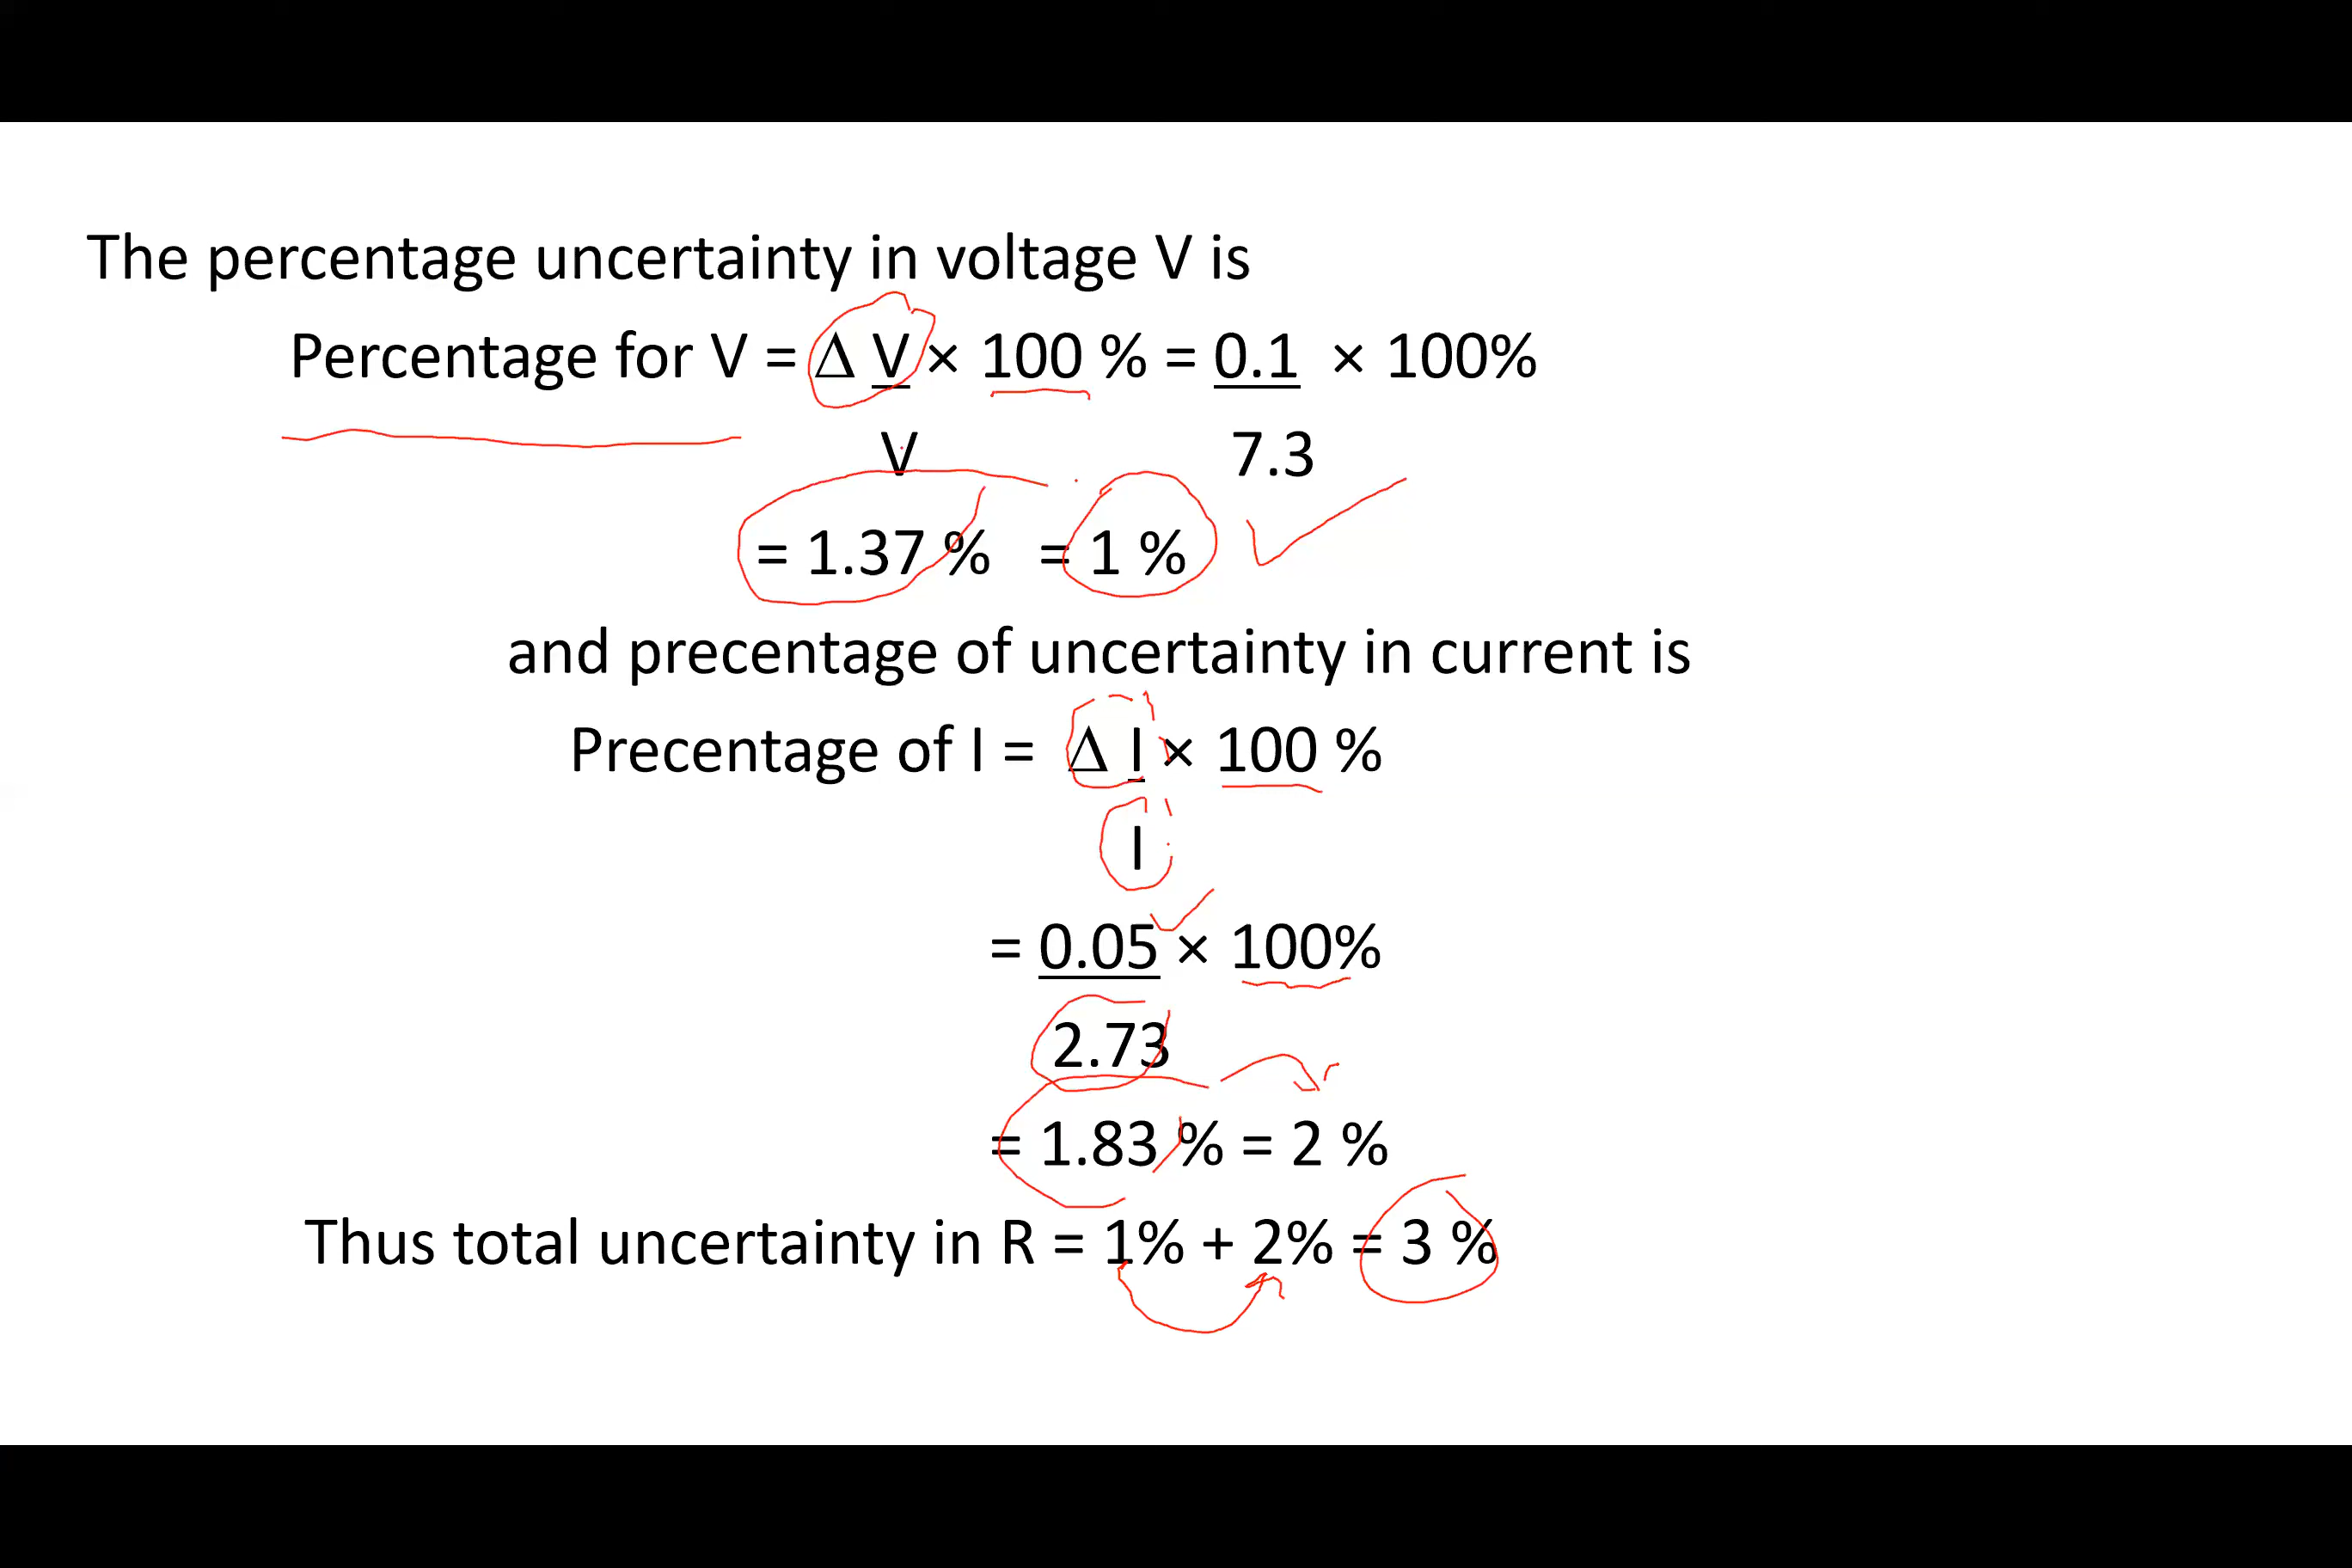 The percentage uncertainty in voltage V is
Percentage for V = Δ V × 100 % = 0.1 × 100%
V 7.3
= 1.37 % = 1 %
and precentage of uncertainty in current is
Precentage of I = Δ I × 100 %
I
= 0.05 × 100%
2.73
= 1.83 % = 2 %
Thus total uncertainty in R = 1% + 2% = 3 %